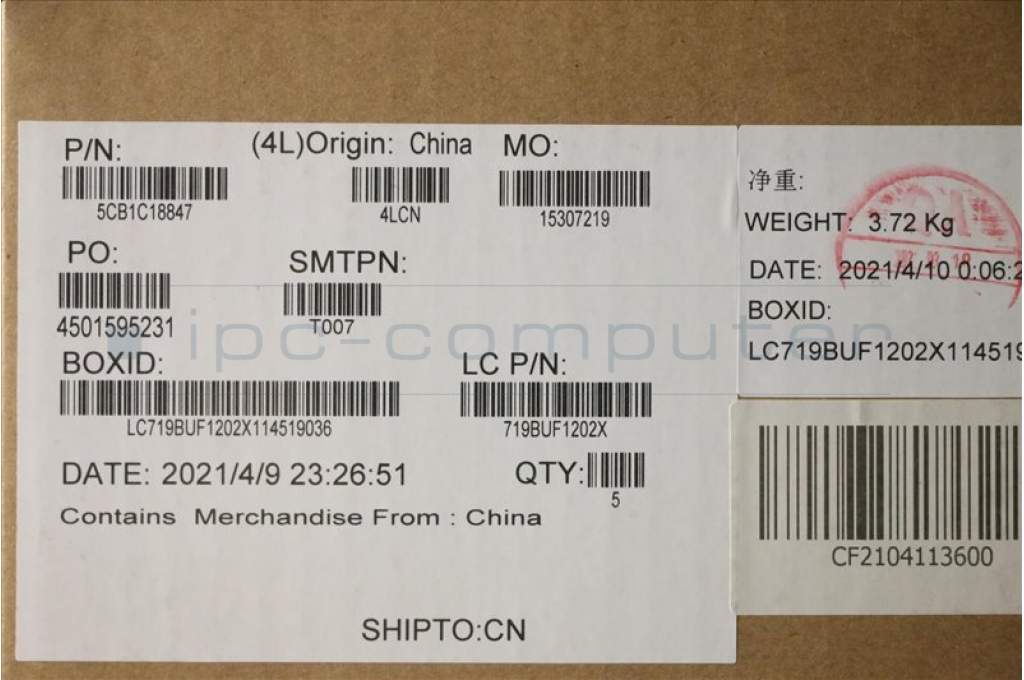 P/N:
5CB1C18847
(4L)Origin: China
4LCN
MO:
15307219
PO:
4501595231
SMTPN:
T007
BOXID:
LC719BUF1202X114519036
LC P/N:
719BUF1202X
DATE: 2021/4/9 23:26:51
QTY:
5
Contains Merchandise From : China
SHIPTO:CN
净重:
WEIGHT: 3.72 Kg
DATE: 2021/4/10 0:06:2
BOXID:
LC719BUF1202X114519
CF2104113600
ipc-computer